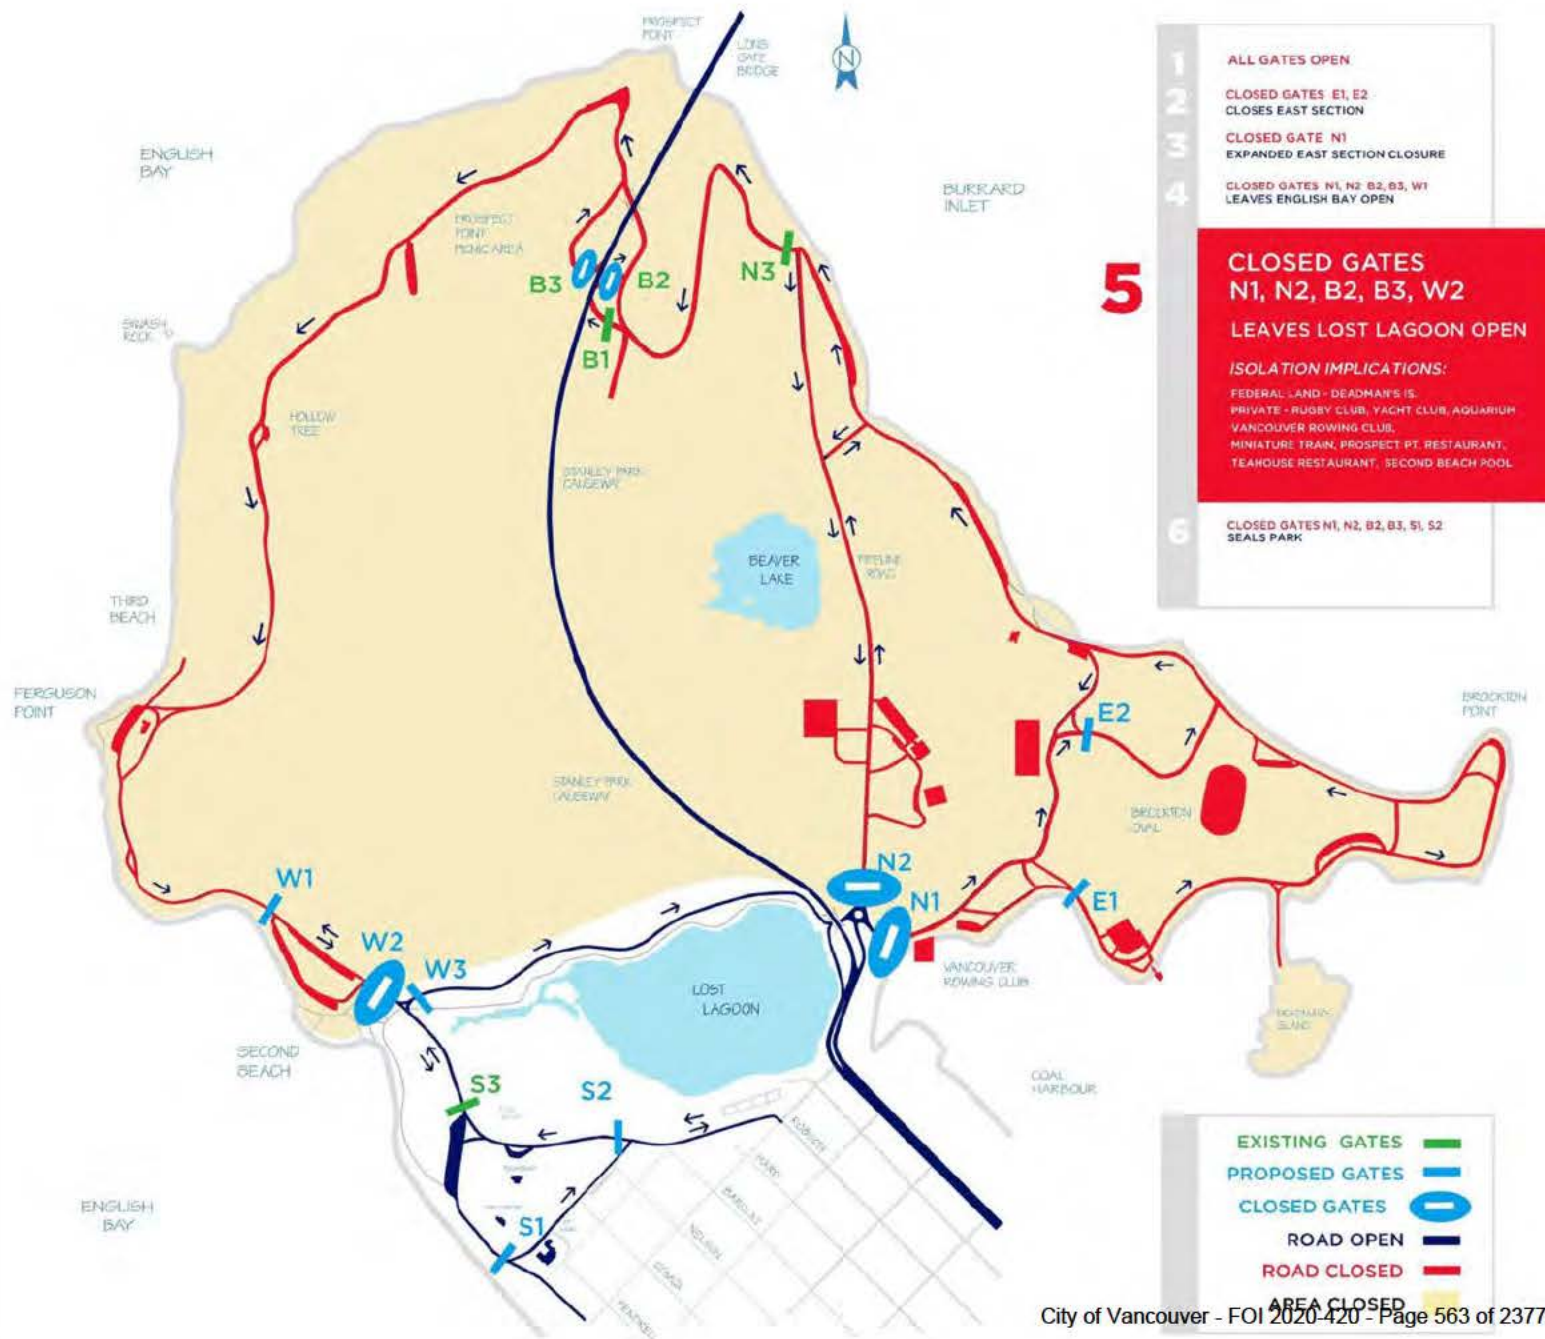 PROSPECT
POINT
LIONS
GATE
BRIDGE
N
ENGLISH
BAY
BURRARD
INLET
PROSPECT
POINT
PICNIC AREA
B3
B2
N3
B1
SIWASH
ROCK
HOLLOW
TREE
STANLEY PARK
CAUSEWAY
BEAVER
LAKE
PIPELINE
ROAD
THIRD
BEACH
FERGUSON
POINT
BROCKTON
POINT
E2
STANLEY PARK
CAUSEWAY
BROCKTON
OVAL
W1
N2
N1
E1
W2
W3
VANCOUVER
ROWING CLUB
LOST
LAGOON
DEADMAN'S
ISLAND
SECOND
BEACH
COAL
HARBOUR
S3
S2
ROBSON
HARO
BARCLAY
NELSON
COMOX
PENDRELL
ENGLISH
BAY
S1
1
ALL GATES OPEN
2
CLOSED GATES E1, E2
CLOSES EAST SECTION
3
CLOSED GATE N1
EXPANDED EAST SECTION CLOSURE
4
CLOSED GATES N1, N2 B2, B3, W1
LEAVES ENGLISH BAY OPEN
5
CLOSED GATES
N1, N2, B2, B3, W2
LEAVES LOST LAGOON OPEN
ISOLATION IMPLICATIONS:
FEDERAL LAND - DEADMAN'S IS.
PRIVATE - RUGBY CLUB, YACHT CLUB, AQUARIUM
VANCOUVER ROWING CLUB,
MINIATURE TRAIN, PROSPECT PT. RESTAURANT,
TEAHOUSE RESTAURANT, SECOND BEACH POOL
6
CLOSED GATES N1, N2, B2, B3, S1, S2
SEALS PARK
EXISTING GATES
PROPOSED GATES
CLOSED GATES
ROAD OPEN
ROAD CLOSED
AREA CLOSED
City of Vancouver - FOI 2020-420 - Page 563 of 2377